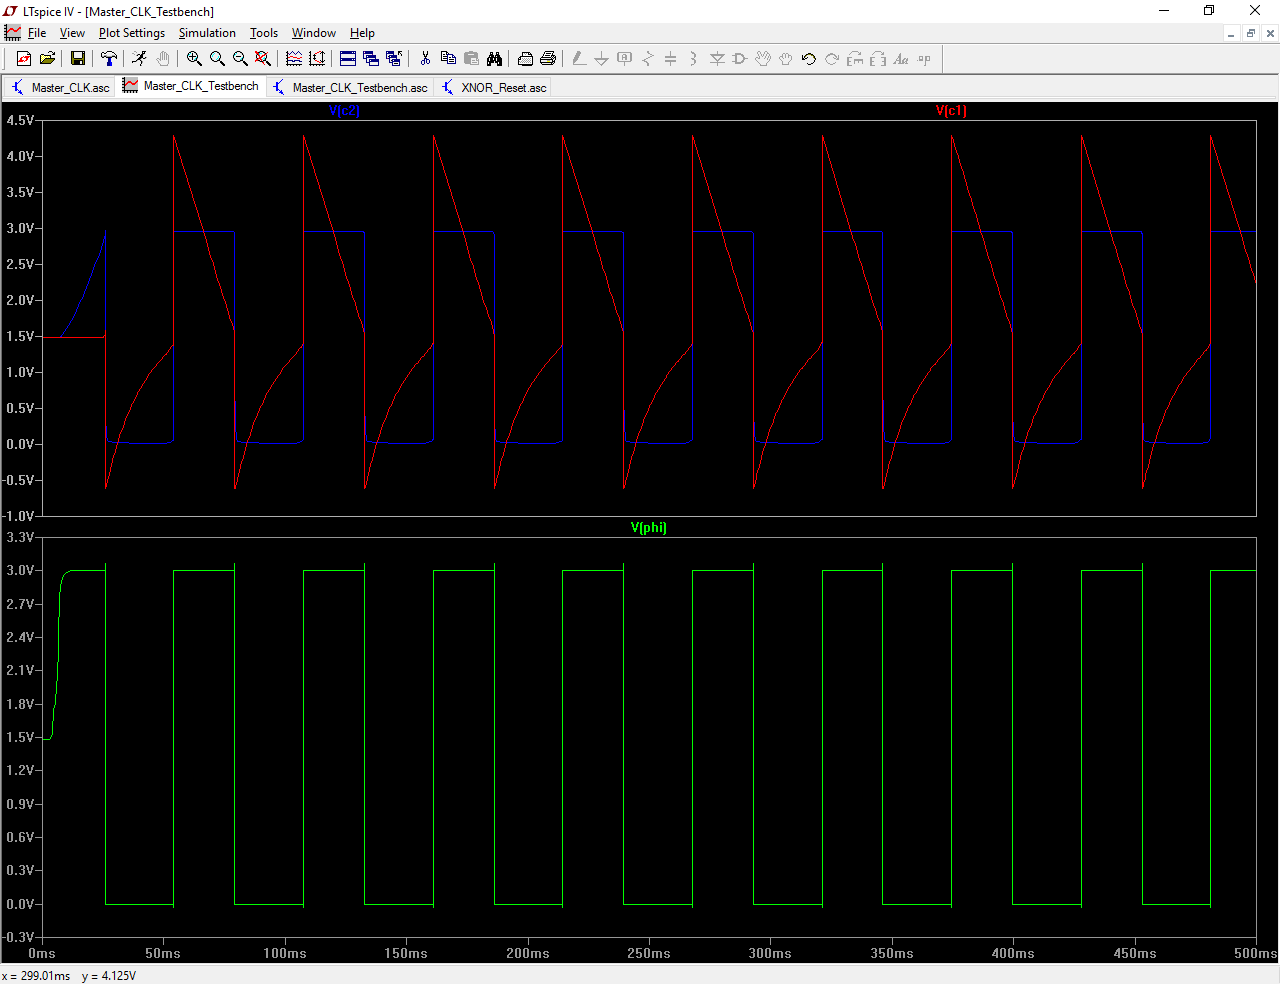 LTspice IV - [Master_CLK_Testbench]
File View Plot Settings Simulation Tools Window Help
Master_CLK.asc Master_CLK_Testbench Master_CLK_Testbench.asc XNOR_Reset.asc
V(c2) V(c1)
4.5V
4.0V
3.5V
3.0V
2.5V
2.0V
1.5V
1.0V
0.5V
0.0V
-0.5V
-1.0V
V(phi)
3.3V
3.0V
2.7V
2.4V
2.1V
1.8V
1.5V
1.2V
0.9V
0.6V
0.3V
0.0V
-0.3V
0ms 50ms 100ms 150ms 200ms 250ms 300ms 350ms 400ms 450ms 500ms
x = 299.01ms y = 4.125V